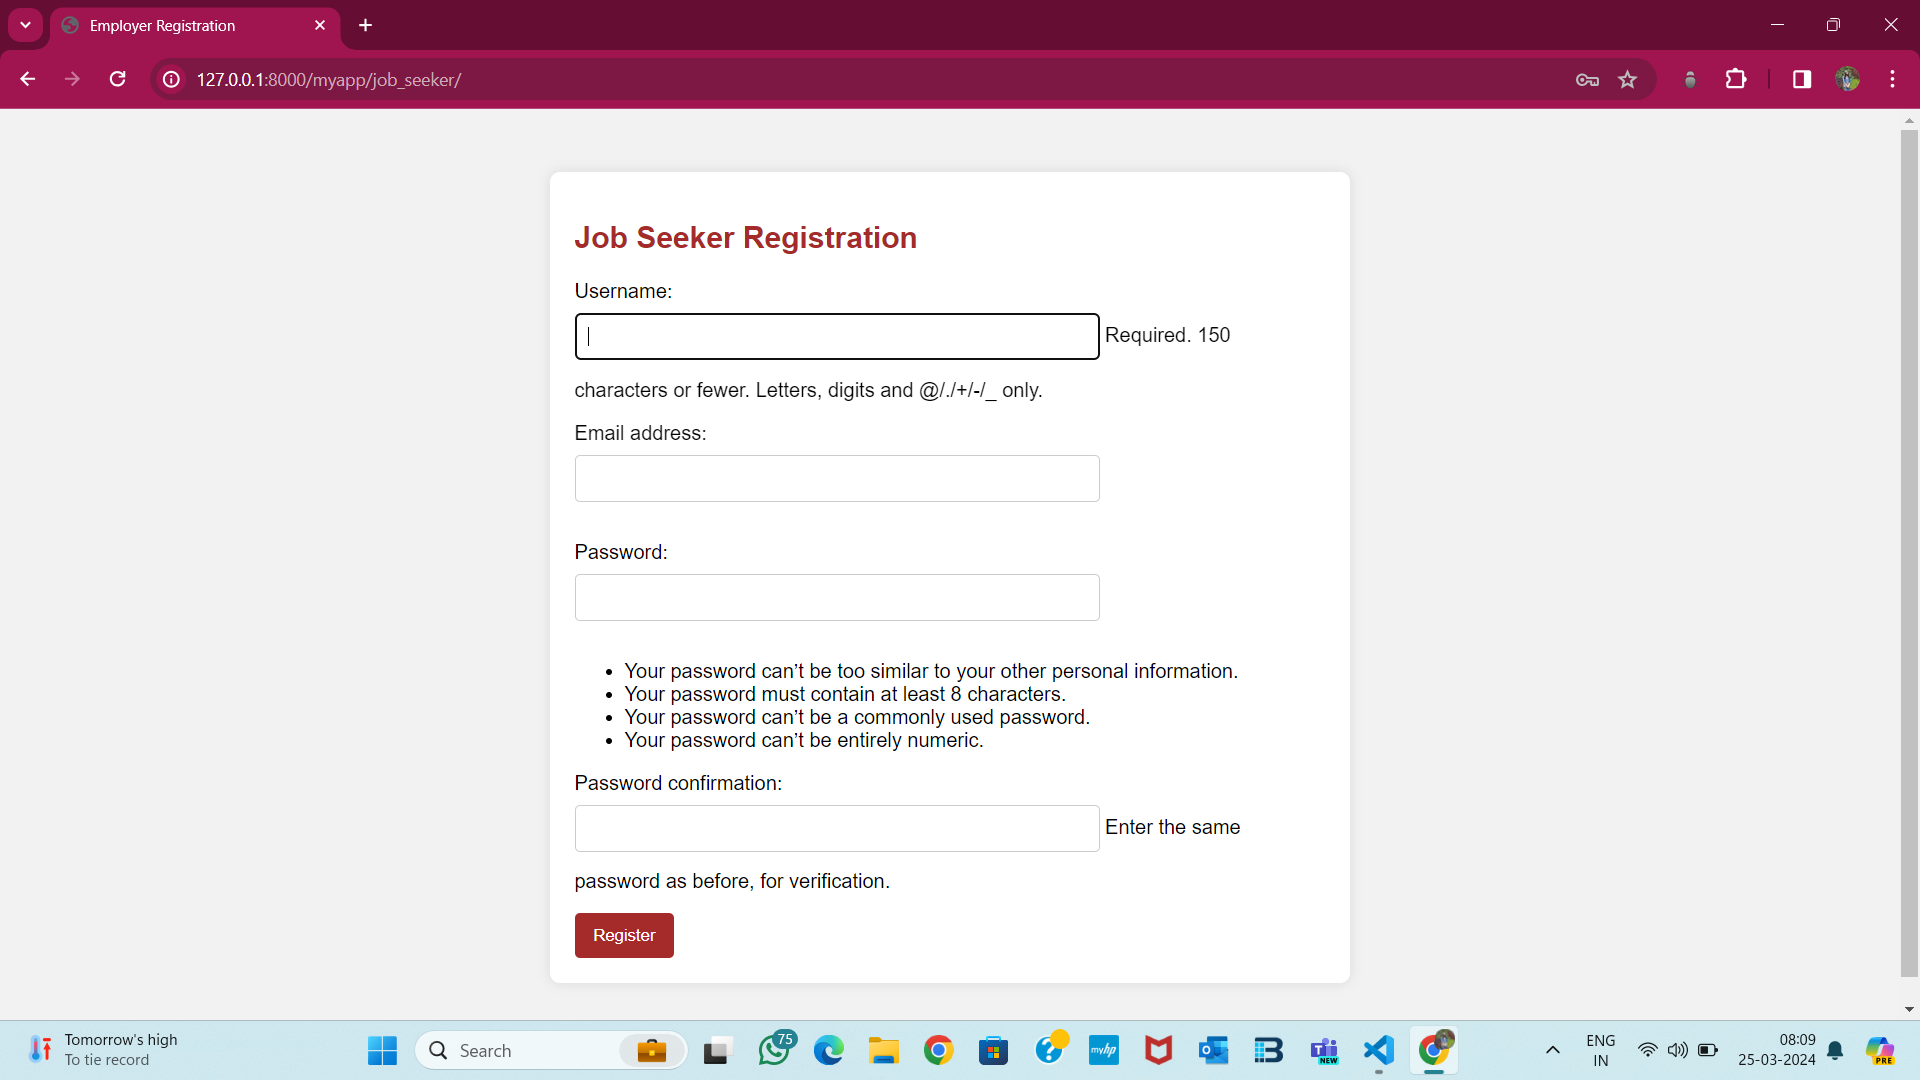 Employer Registration
127.0.0.1:8000/myapp/job_seeker/
Job Seeker Registration
Username:
Required. 150
characters or fewer. Letters, digits and @/./+/-/_ only.
Email address:
Password:
Your password can’t be too similar to your other personal information.
Your password must contain at least 8 characters.
Your password can’t be a commonly used password.
Your password can’t be entirely numeric.
Password confirmation:
Enter the same
password as before, for verification.
Register
Tomorrow's high
To tie record
Search
75
myhp
NEW
ENG
IN
08:09
25-03-2024
PRE